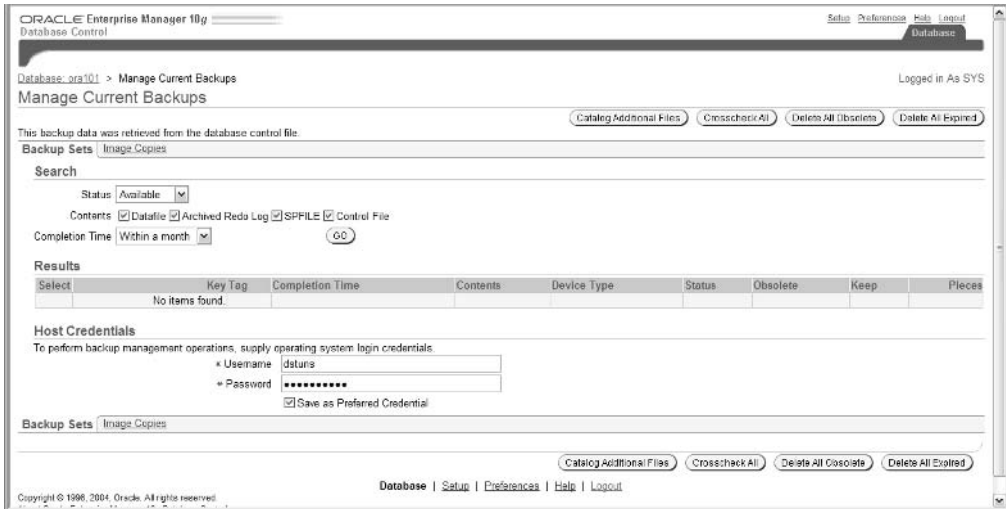 ORACLE Enterprise Manager 10g
Database Control
Setup Preferences Help Logout
Database
Database: ora101 > Manage Current Backups
Logged in As SYS
Manage Current Backups
Catalog Additional Files Crosscheck All Delete All Obsolete Delete All Expired
This backup data was retrieved from the database control file.
Backup Sets Image Copies
Search
Status Available
Contents Datafile Archived Redo Log SPFILE Control File
Completion Time Within a month GO
Results
Select Key Tag Completion Time Contents Device Type Status Obsolete Keep Pieces
No items found.
Host Credentials
To perform backup management operations, supply operating system login credentials.
* Username dstuns
* Password ••••••••••
Save as Preferred Credential
Backup Sets Image Copies
Catalog Additional Files Crosscheck All Delete All Obsolete Delete All Expired
Database | Setup | Preferences | Help | Logout
Copyright © 1996, 2004, Oracle. All rights reserved.